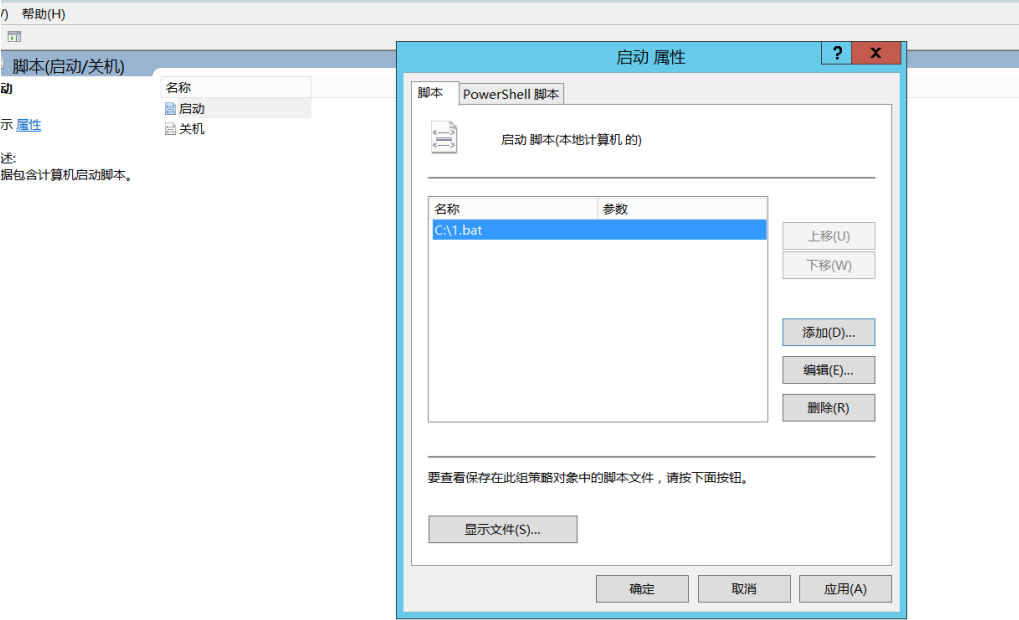 ) 帮助(H)
脚本(启动/关机)
动
名称
启动
示 属性
关机
述:
据包含计算机启动脚本。
启动 属性
?
X
脚本
PowerShell 脚本
启动 脚本(本地计算机 的)
名称 参数
C:\1.bat
上移(U)
下移(W)
添加(D)...
编辑(E)...
删除(R)
要查看保存在此组策略对象中的脚本文件，请按下面按钮。
显示文件(S)...
确定 取消 应用(A)